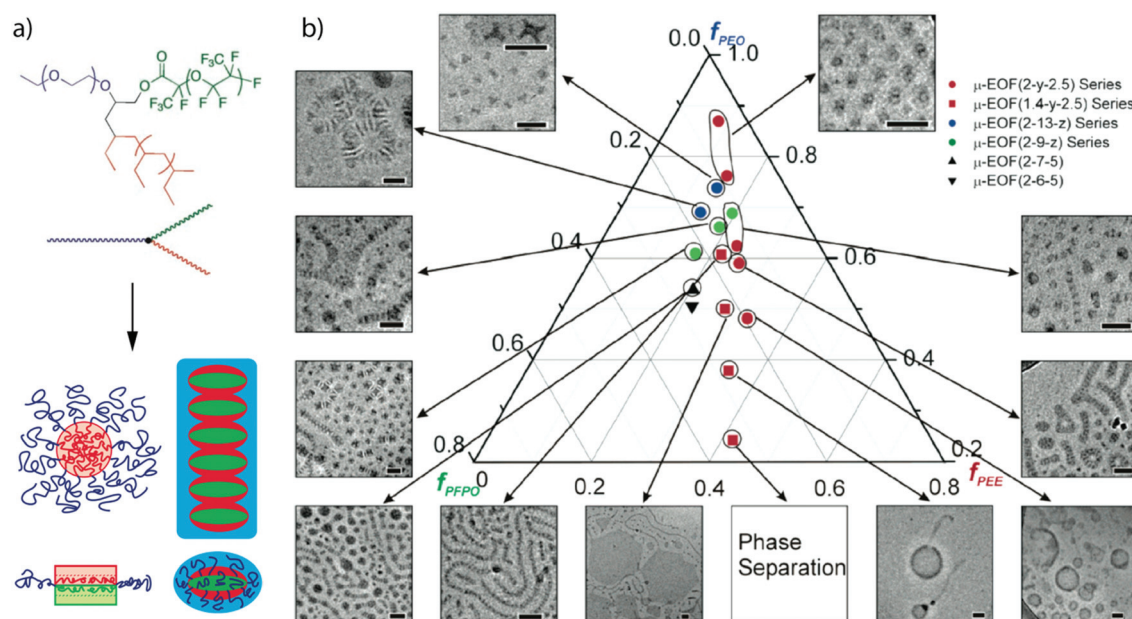 a)
O
O
O
O
F₃C
F
F
F₃C
F
F
F
F
CF₃
F
F
b)
f_PEO
0.0
1.0
0.2
0.8
0.4
0.6
0.6
0.4
0.8
0.2
f_PFPO
f_PEE
0
0.2
0.4
0.6
0.8
μ-EOF(2-y-2.5) Series
μ-EOF(1.4-y-2.5) Series
μ-EOF(2-13-z) Series
μ-EOF(2-9-z) Series
μ-EOF(2-7-5)
μ-EOF(2-6-5)
Phase
Separation